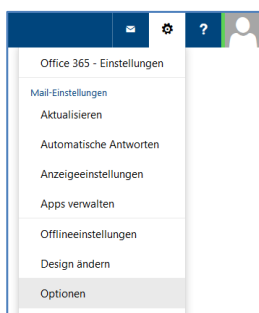 ?
Office 365 - Einstellungen
Mail-Einstellungen
Aktualisieren
Automatische Antworten
Anzeigeeinstellungen
Apps verwalten
Offlineeinstellungen
Design ändern
Optionen